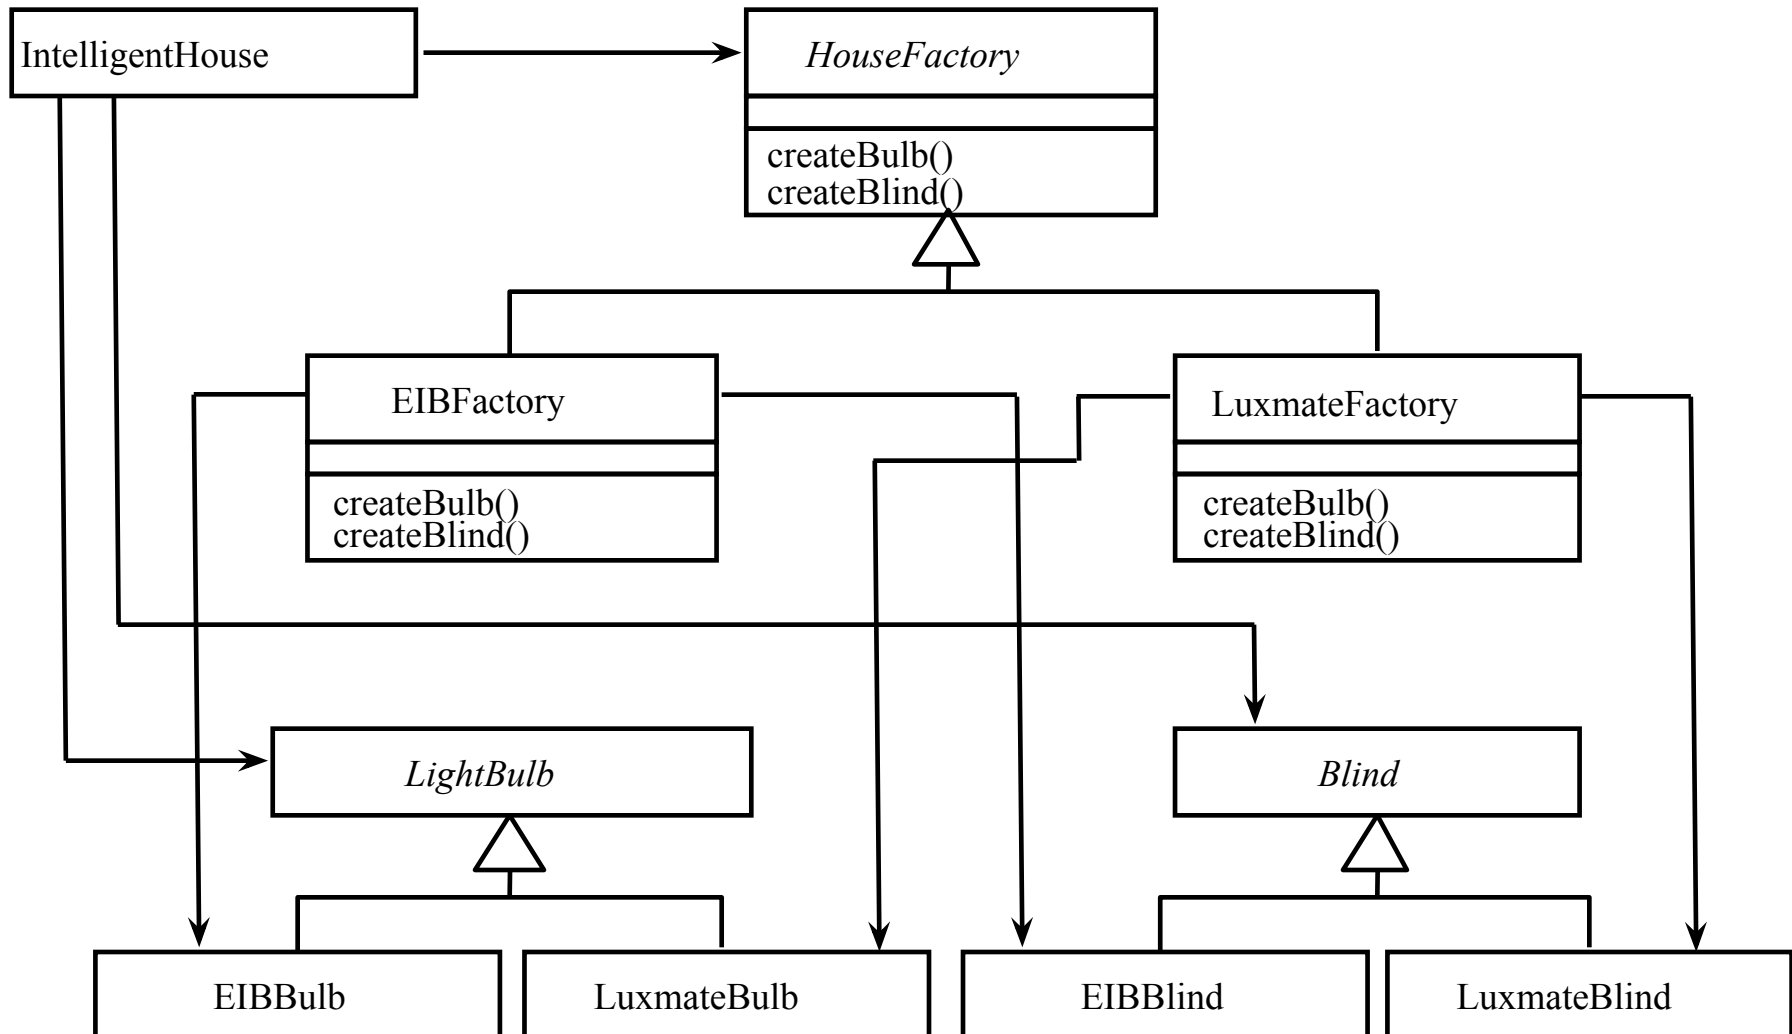 IntelligentHouse
HouseFactory
createBulb()
createBlind()
EIBFactory
createBulb()
createBlind()
LuxmateFactory
createBulb()
createBlind()
LightBulb
Blind
EIBBulb
LuxmateBulb
EIBBlind
LuxmateBlind